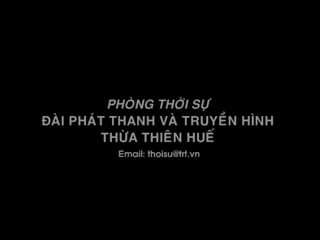 PHÒNG THỜI SỰ
ĐÀI PHÁT THANH VÀ TRUYỀN HÌNH
THỪA THIÊN HUẾ
Email: thoisu@trt.vn